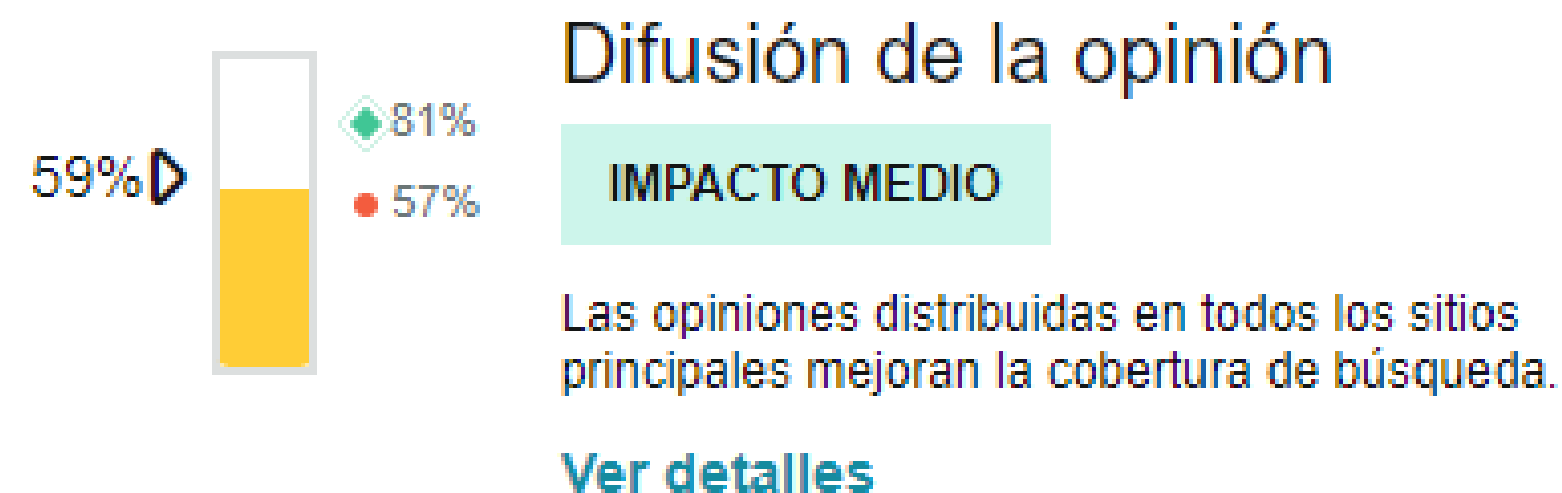 Difusión de la opinión
81%
59%
IMPACTO MEDIO
57%
Las opiniones distribuidas en todos los sitios
principales mejoran la cobertura de búsqueda.
Ver detalles